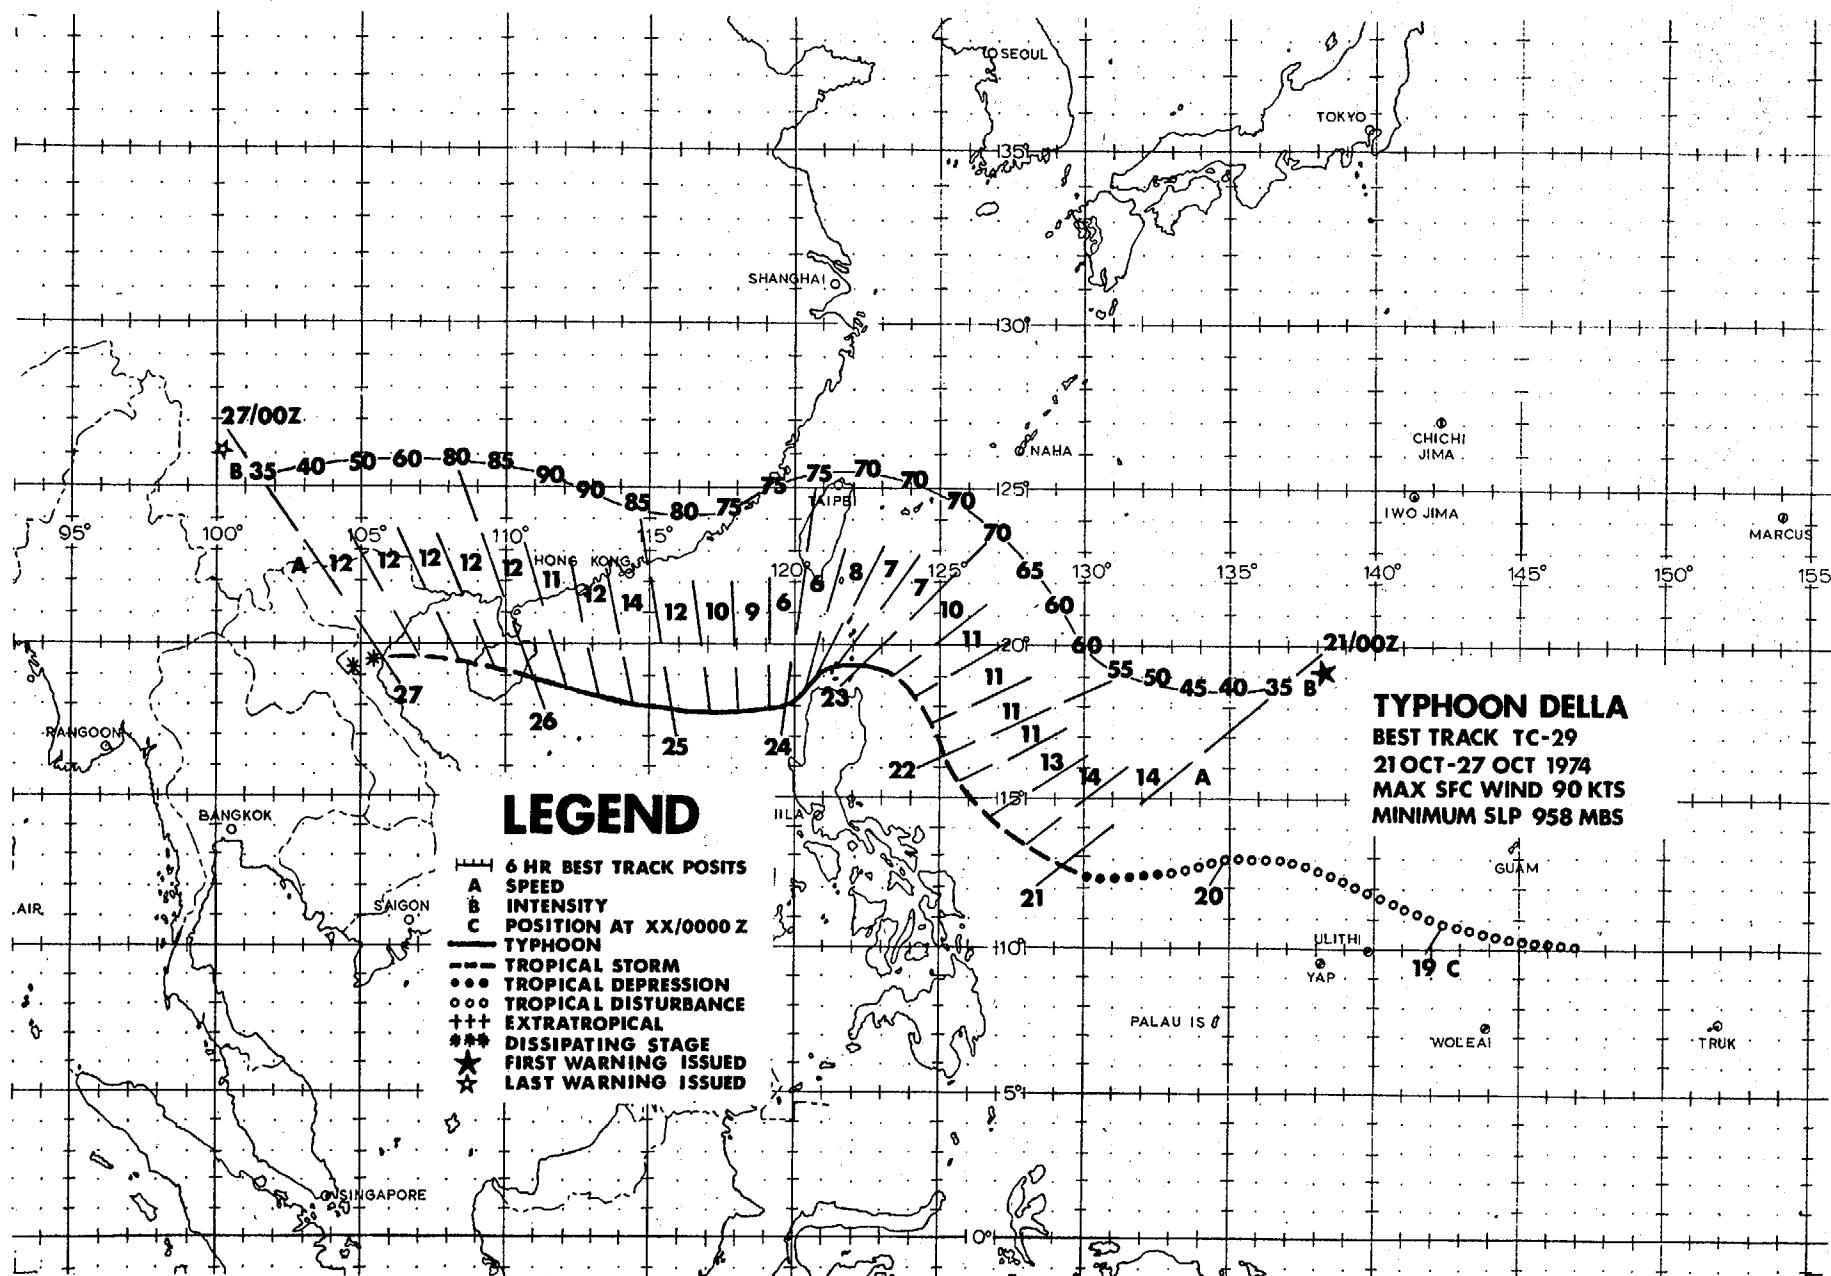 SEOUL
TOKYO
35°
SHANGHAI
30°
27/00Z
B 35 40 50 60 80 85 90 90 85 80 75 75 75 70 70 70 70 65 60 60 55 50 45 40 35 B
21/00Z
NAHA
CHICHI
JIMA
25°
TAIPEI
IWO JIMA
MARCUS
95° 100° 105° 110° 115° 120° 125° 130° 135° 140° 145° 150° 155
HONG KONG
A 12 12 12 12 12 11 12 14 12 10 9 6 6 8 7 7 10 11 11 11 11 13 14 14 A
20°
27 26 25 24 23 22 21 20 19 C
RANGOON
TYPHOON DELLA
BEST TRACK TC-29
21 OCT-27 OCT 1974
MAX SFC WIND 90 KTS
MINIMUM SLP 958 MBS
15°
BANGKOK
ILA
GUAM
LEGEND
6 HR BEST TRACK POSITS
A SPEED
B INTENSITY
C POSITION AT XX/0000 Z
TYPHOON
TROPICAL STORM
TROPICAL DEPRESSION
TROPICAL DISTURBANCE
EXTRATROPICAL
DISSIPATING STAGE
FIRST WARNING ISSUED
LAST WARNING ISSUED
AIR
SAIGON
10°
ULITHI
YAP
PALAU IS
WOLEAI
TRUK
5°
SINGAPORE
0°